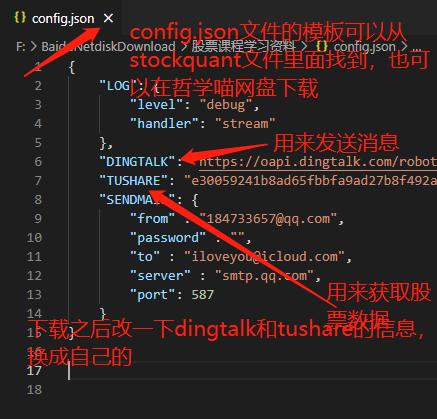 config.json
config.json文件的模板可以从
stockquant文件里面找到，也可
以在哲学喵网盘下载
F: > BaiduNetdiskDownload > 股票课程学习资料 > {} config.json > ...
1 {
2 "LOG": {
3 "level": "debug",
4 "handler": "stream"
5 },
用来发送消息
6 "DINGTALK": "https://oapi.dingtalk.com/robot
7 "TUSHARE": "e30059241b8ad65fbbfa9ad27b8f492a
8 "SENDMAIL": {
9 "from" : "184733657@qq.com",
10 "password" : "",
11 "to" : "iloveyou@icloud.com",
12 "server" : "smtp.qq.com",
13 "port": 587
用来获取股
票数据
14 }
下载之后改一下dingtalk和tushare的信息，
换成自己的
15 }
16
17
18